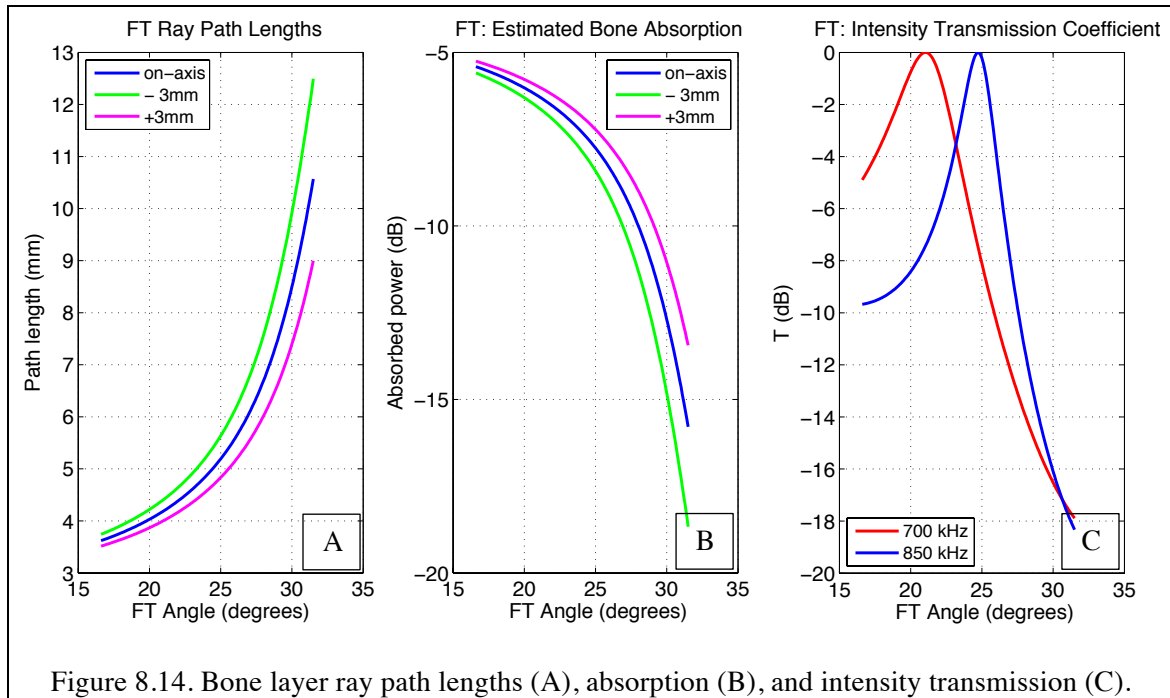 FT Ray Path Lengths
13
12
11
10
9
8
7
6
5
4
3
15 20 25 30 35
Path length (mm)
FT Angle (degrees)
on−axis
− 3mm
+3mm
A
FT: Estimated Bone Absorption
−5
−10
−15
−20
15 20 25 30 35
Absorbed power (dB)
FT Angle (degrees)
on−axis
− 3mm
+3mm
B
FT: Intensity Transmission Coefficient
0
−2
−4
−6
−8
−10
−12
−14
−16
−18
−20
15 20 25 30 35
T (dB)
FT Angle (degrees)
700 kHz
850 kHz
C
Figure 8.14. Bone layer ray path lengths (A), absorption (B), and intensity transmission (C).